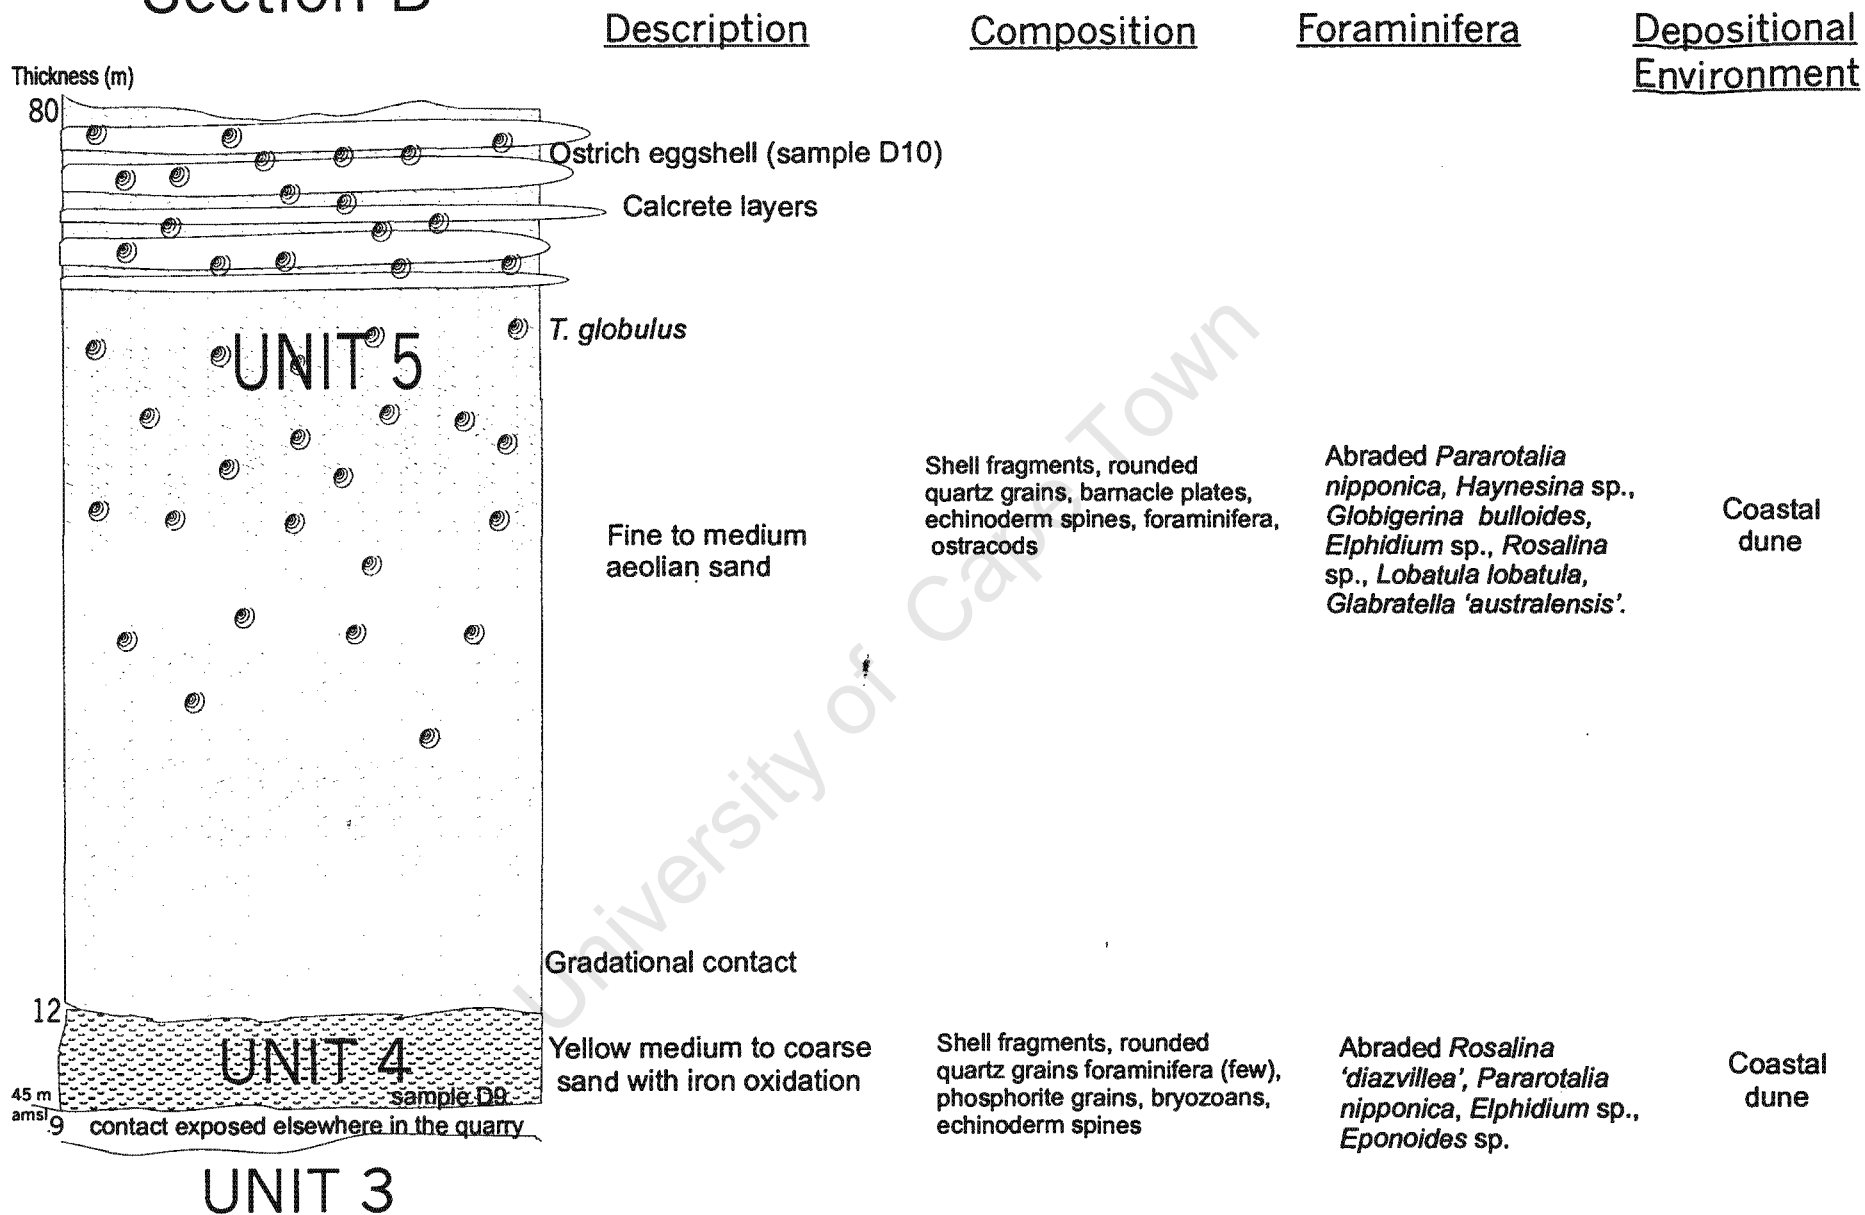 Section B
Description
Composition
Foraminifera
Depositional
Environment
Thickness (m)
80
Ostrich eggshell (sample D10)
Calcrete layers
T. globulus
UNIT 5
Fine to medium
aeolian sand
Shell fragments, rounded
quartz grains, barnacle plates,
echinoderm spines, foraminifera,
ostracods
Abraded Pararotalia
nipponica, Haynesina sp.,
Globigerina bulloides,
Elphidium sp., Rosalina
sp., Lobatula lobatula,
Glabratella 'australensis'.
Coastal
dune
Gradational contact
12
UNIT 4
sample D9
Yellow medium to coarse
sand with iron oxidation
Shell fragments, rounded
quartz grains foraminifera (few),
phosphorite grains, bryozoans,
echinoderm spines
Abraded Rosalina
'diazvillea', Pararotalia
nipponica, Elphidium sp.,
Eponoides sp.
Coastal
dune
45 m
amsl
9
contact exposed elsewhere in the quarry
UNIT 3
University of Cape Town